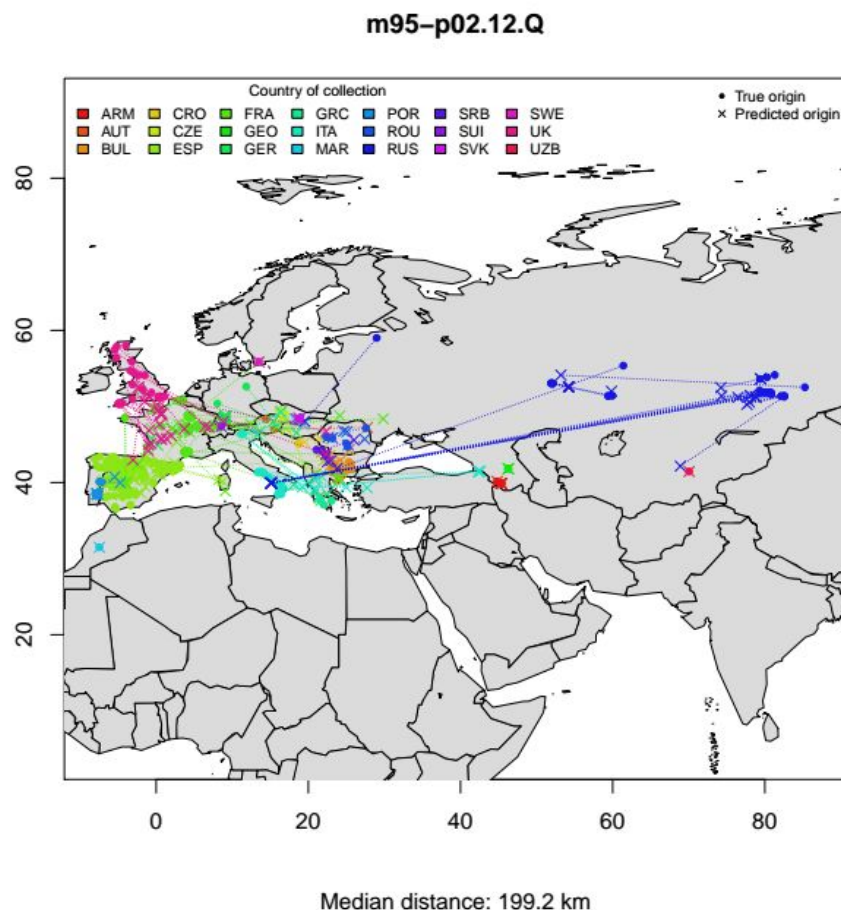 m95−p02.12.Q
Country of collection
ARM CRO FRA GRC POR SRB SWE
AUT CZE GEO ITA ROU SUI UK
BUL ESP GER MAR RUS SVK UZB
True origin
Predicted origin
80
60
40
20
0 20 40 60 80
Median distance: 199.2 km